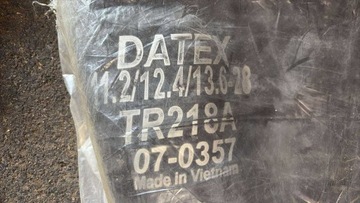 DATEX
11.2/12.4/13.6-28
TR218A
07-0357
Made in Vietnam